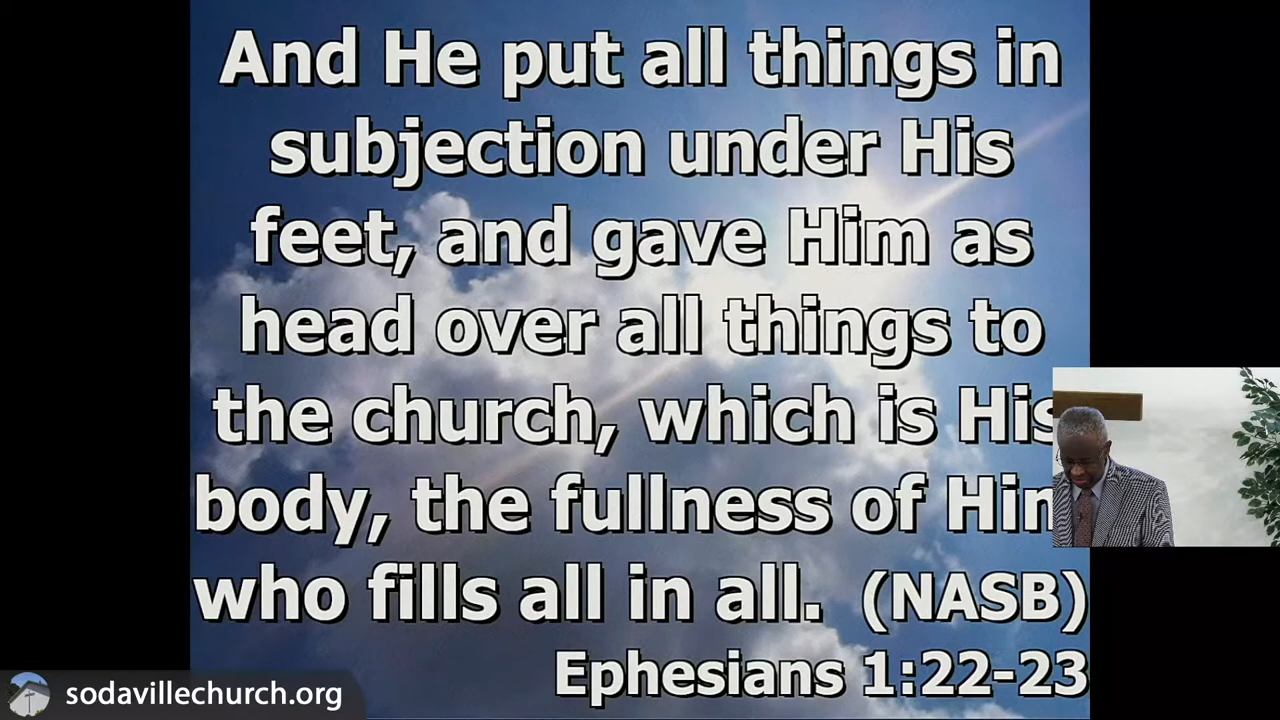 And He put all things in
subjection under His
feet, and gave Him as
head over all things to
the church, which is His
body, the fullness of Him
who fills all in all. (NASB)
Ephesians 1:22-23
sodavillechurch.org